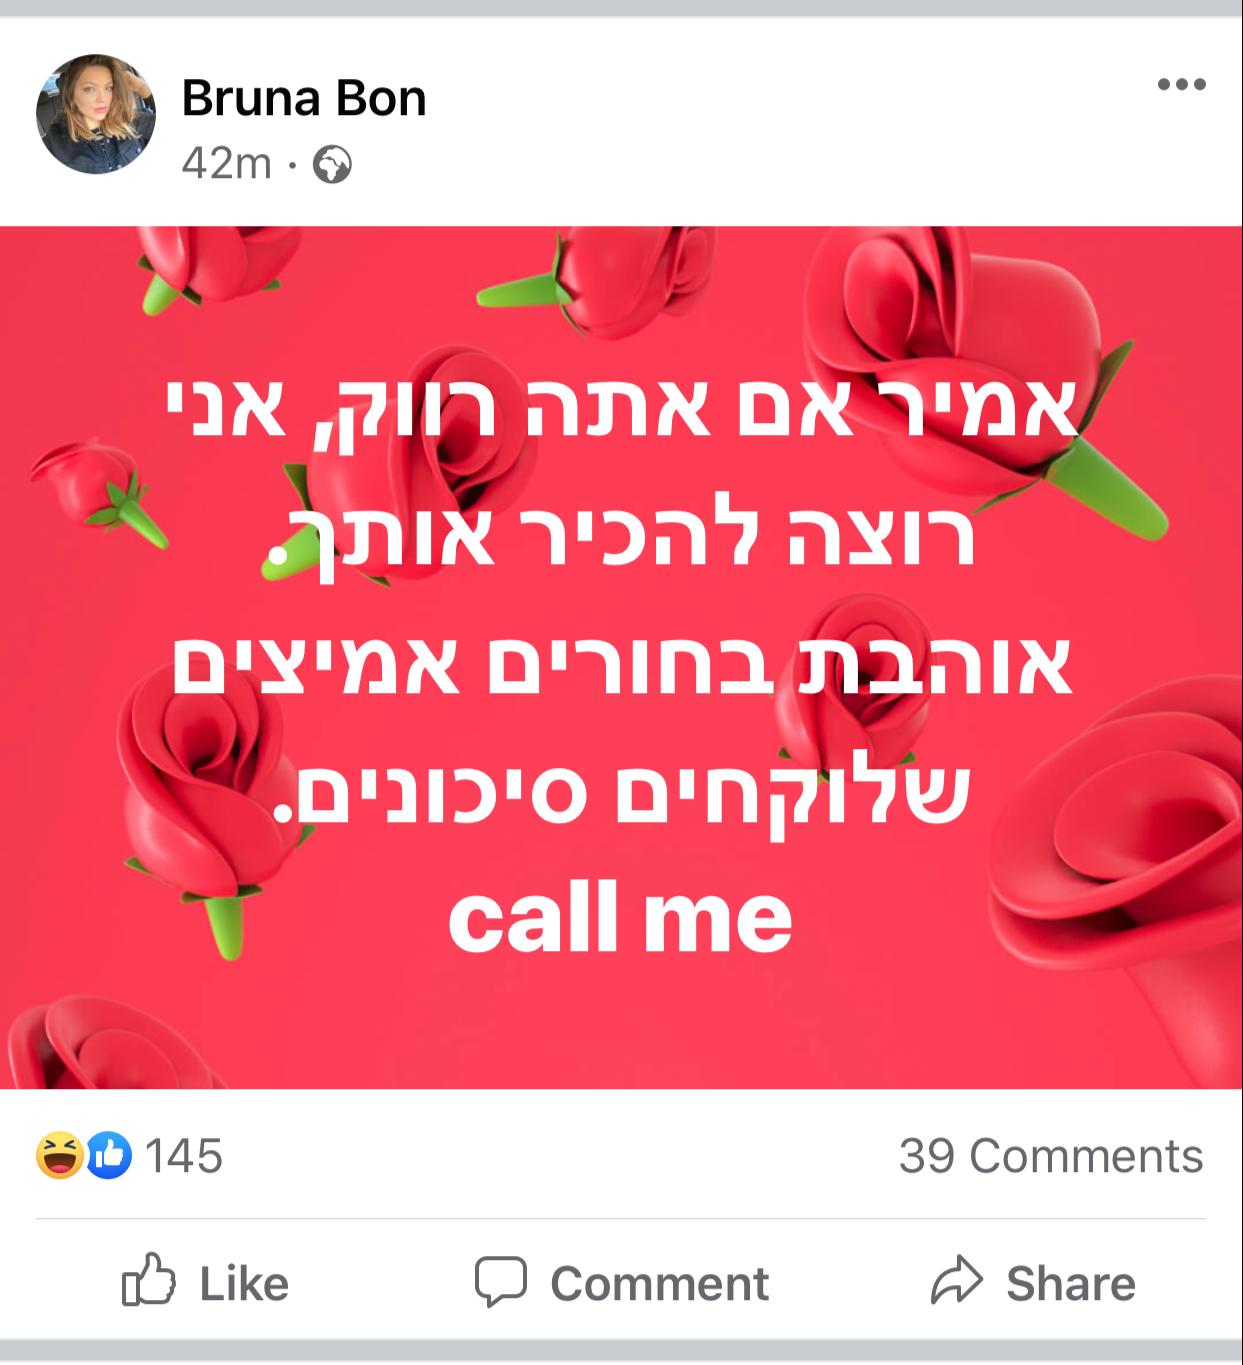 Bruna Bon
42m ·
אמיר אם אתה רווק, אני
רוצה להכיר אותך.
אוהבת בחורים אמיצים
שלוקחים סיכונים.
call me
145 39 Comments
Like Comment Share